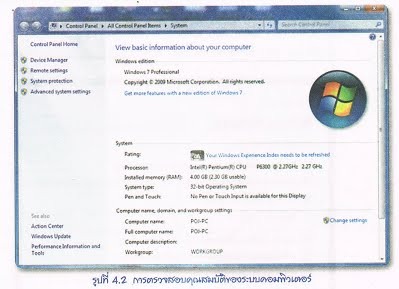 Control Panel ▸ All Control Panel Items ▸ System
Search Control Panel
Control Panel Home
Device Manager
Remote settings
System protection
Advanced system settings
See also
Action Center
Windows Update
Performance Information and Tools
View basic information about your computer
Windows edition
Windows 7 Professional
Copyright © 2009 Microsoft Corporation. All rights reserved.
Get more features with a new edition of Windows 7
System
Rating: Your Windows Experience Index needs to be refreshed
Processor: Intel(R) Pentium(R) CPU P6300 @ 2.27GHz 2.27 GHz
Installed memory (RAM): 4.00 GB (2.30 GB usable)
System type: 32-bit Operating System
Pen and Touch: No Pen or Touch Input is available for this Display
Computer name, domain, and workgroup settings
Computer name: POJ-PC
Change settings
Full computer name: POJ-PC
Computer description:
Workgroup: WORKGROUP
รูปที่ 4.2 การตรวจสอบคุณสมบัติของระบบคอมพิวเตอร์